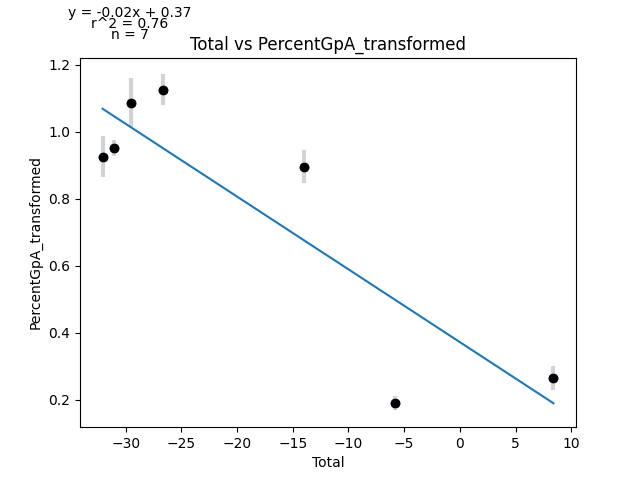 y = -0.02x + 0.37
r^2 = 0.76
n = 7
Total vs PercentGpA_transformed
1.2
1.0
0.8
0.6
0.4
0.2
PercentGpA_transformed
−30 −25 −20 −15 −10 −5 0 5 10
Total